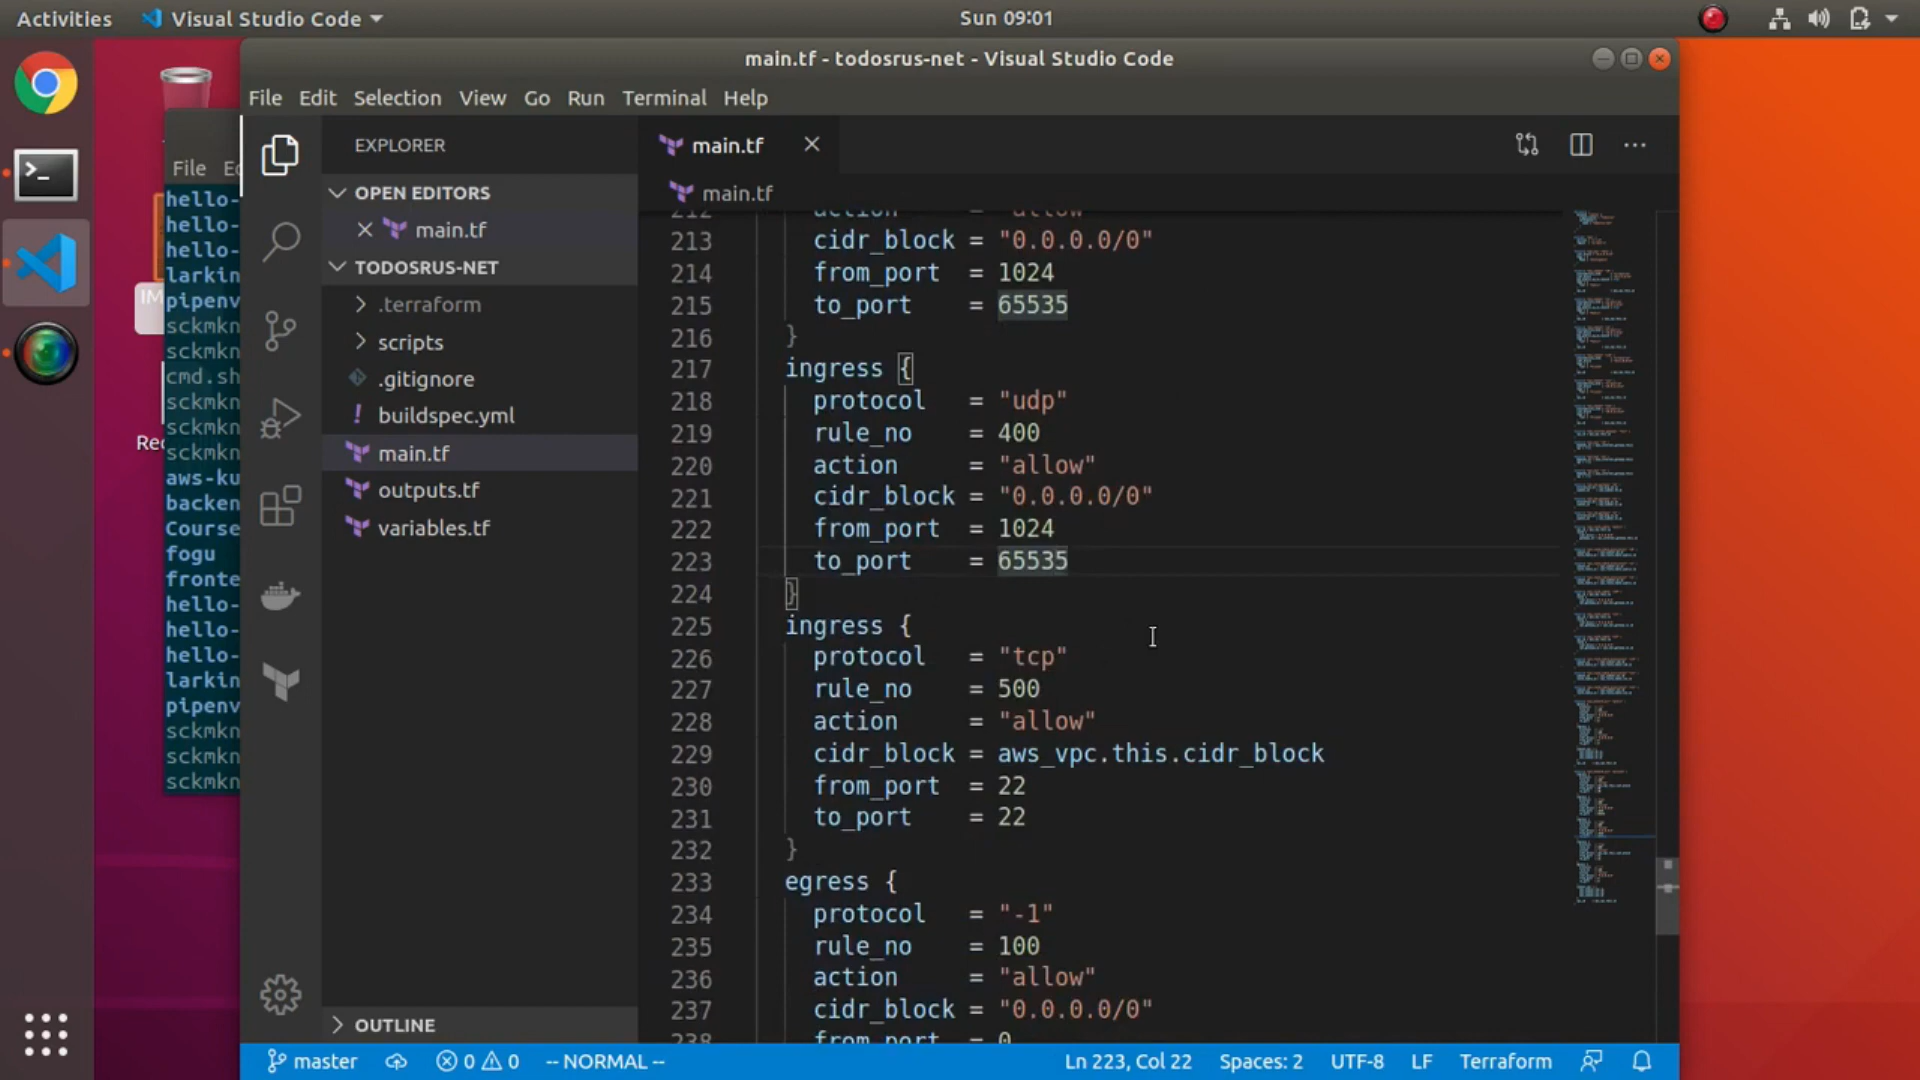 Activities
Visual Studio Code
Sun 09:01
main.tf - todosrus-net - Visual Studio Code
File Edit Selection View Go Run Terminal Help
File
hello-
hello-
hello-
larkin
pipenv
sckmkn
sckmkn
cmd.sh
sckmkn
sckmkn
sckmkn
aws-ku
backen
Course
fogu
fronte
hello-
hello-
hello-
larkin
pipenv
sckmkn
sckmkn
sckmkn
EXPLORER
OPEN EDITORS
main.tf
TODOSRUS-NET
.terraform
scripts
.gitignore
buildspec.yml
main.tf
outputs.tf
variables.tf
OUTLINE
main.tf
main.tf
212 action = "allow"
213 cidr_block = "0.0.0.0/0"
214 from_port = 1024
215 to_port = 65535
216 }
217 ingress {
218 protocol = "udp"
219 rule_no = 400
220 action = "allow"
221 cidr_block = "0.0.0.0/0"
222 from_port = 1024
223 to_port = 65535
224 }
225 ingress {
226 protocol = "tcp"
227 rule_no = 500
228 action = "allow"
229 cidr_block = aws_vpc.this.cidr_block
230 from_port = 22
231 to_port = 22
232 }
233 egress {
234 protocol = "-1"
235 rule_no = 100
236 action = "allow"
237 cidr_block = "0.0.0.0/0"
238 from_port = 0
master 0 0 -- NORMAL -- Ln 223, Col 22 Spaces: 2 UTF-8 LF Terraform